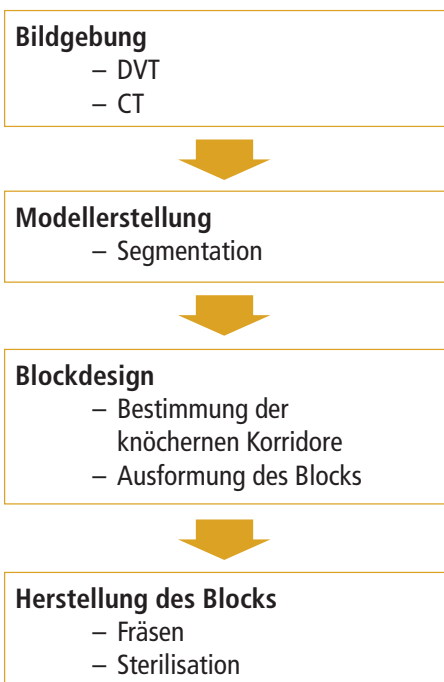 Bildgebung
– DVT
– CT
Modellerstellung
– Segmentation
Blockdesign
– Bestimmung der
knöchernen Korridore
– Ausformung des Blocks
Herstellung des Blocks
– Fräsen
– Sterilisation